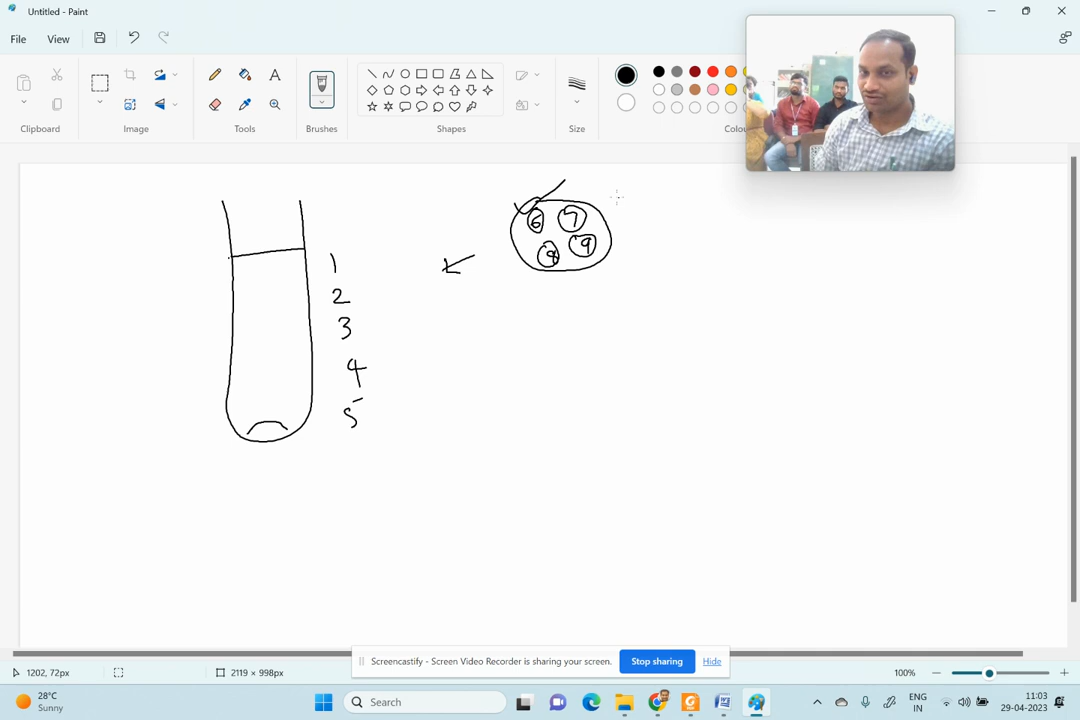 Untitled - Paint
File View
Clipboard Image Tools Brushes Shapes Size Colou
6 7
8 9
1
2
3
4
5
Screencastify - Screen Video Recorder is sharing your screen. Stop sharing Hide
1202, 72px 2119 × 998px 100%
28°C
Sunny
Search
ENG
IN
11:03
29-04-2023